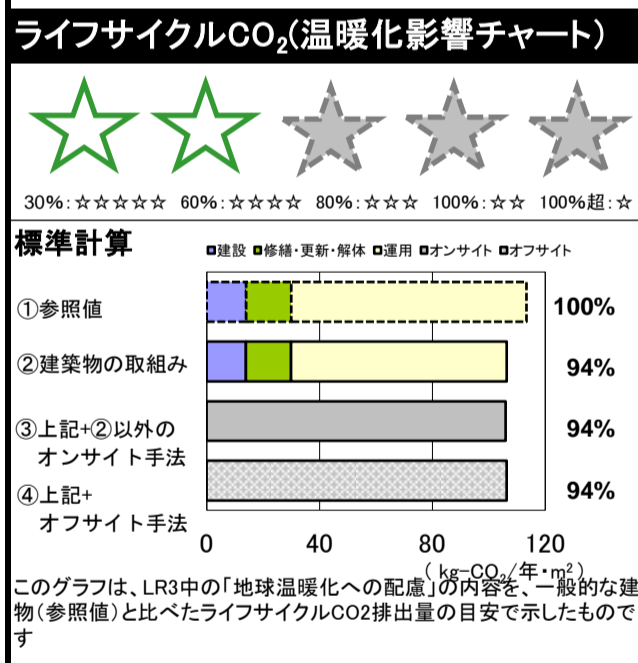 ライフサイクルCO₂(温暖化影響チャート)
30%:☆☆☆☆☆ 60%:☆☆☆☆ 80%:☆☆☆ 100%:☆☆ 100%超:☆
標準計算
■建設 ■修繕・更新・解体 ■運用 ■オンサイト ■オフサイト
①参照値 100%
②建築物の取組み 94%
③上記+②以外の
オンサイト手法 94%
④上記+
オフサイト手法 94%
0 40 80 120
( kg-CO₂/年・m²)
このグラフは、LR3中の「地球温暖化への配慮」の内容を、一般的な建
物(参照値)と比べたライフサイクルCO2排出量の目安で示したもので
す